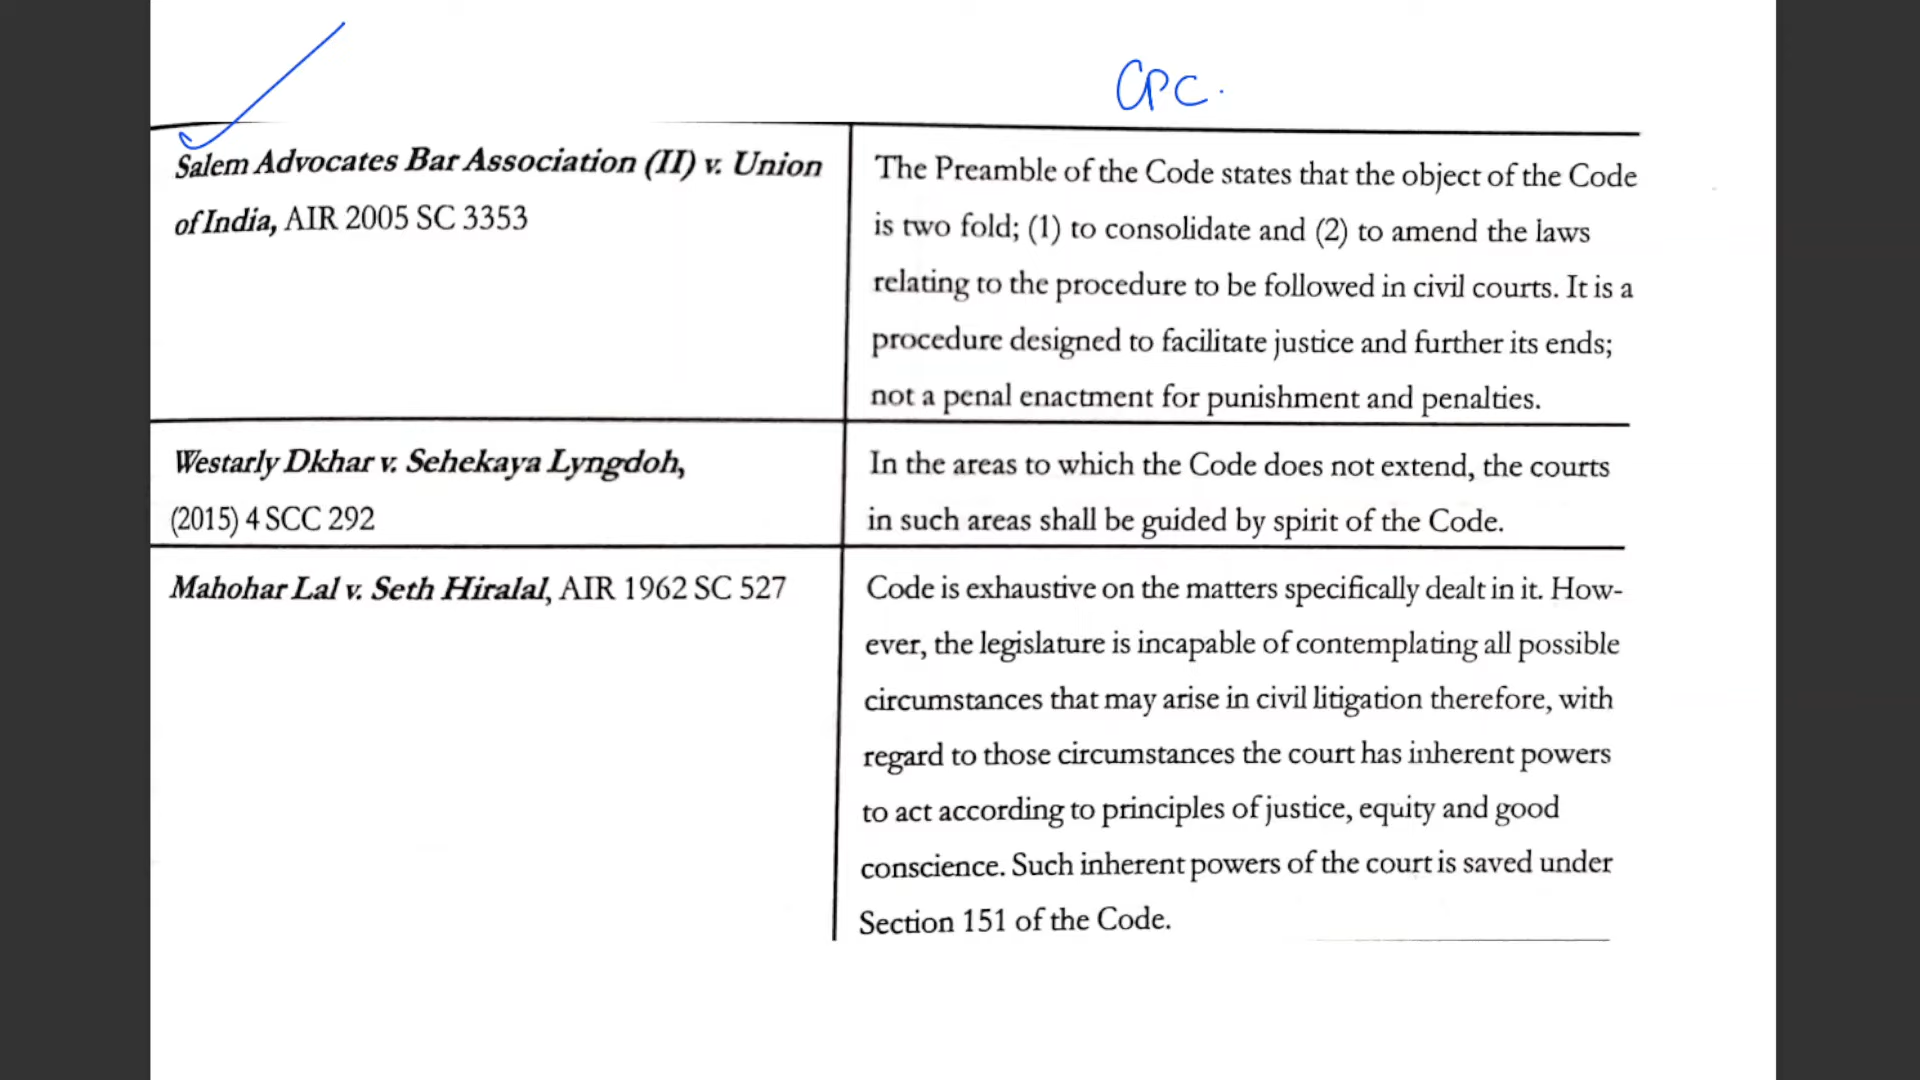 CPC.
Salem Advocates Bar Association (II) v. Union
of India, AIR 2005 SC 3353
The Preamble of the Code states that the object of the Code
is two fold; (1) to consolidate and (2) to amend the laws
relating to the procedure to be followed in civil courts. It is a
procedure designed to facilitate justice and further its ends;
not a penal enactment for punishment and penalties.
Westarly Dkhar v. Sehekaya Lyngdoh,
(2015) 4 SCC 292
In the areas to which the Code does not extend, the courts
in such areas shall be guided by spirit of the Code.
Mahohar Lal v. Seth Hiralal, AIR 1962 SC 527
Code is exhaustive on the matters specifically dealt in it. How-
ever, the legislature is incapable of contemplating all possible
circumstances that may arise in civil litigation therefore, with
regard to those circumstances the court has inherent powers
to act according to principles of justice, equity and good
conscience. Such inherent powers of the court is saved under
Section 151 of the Code.